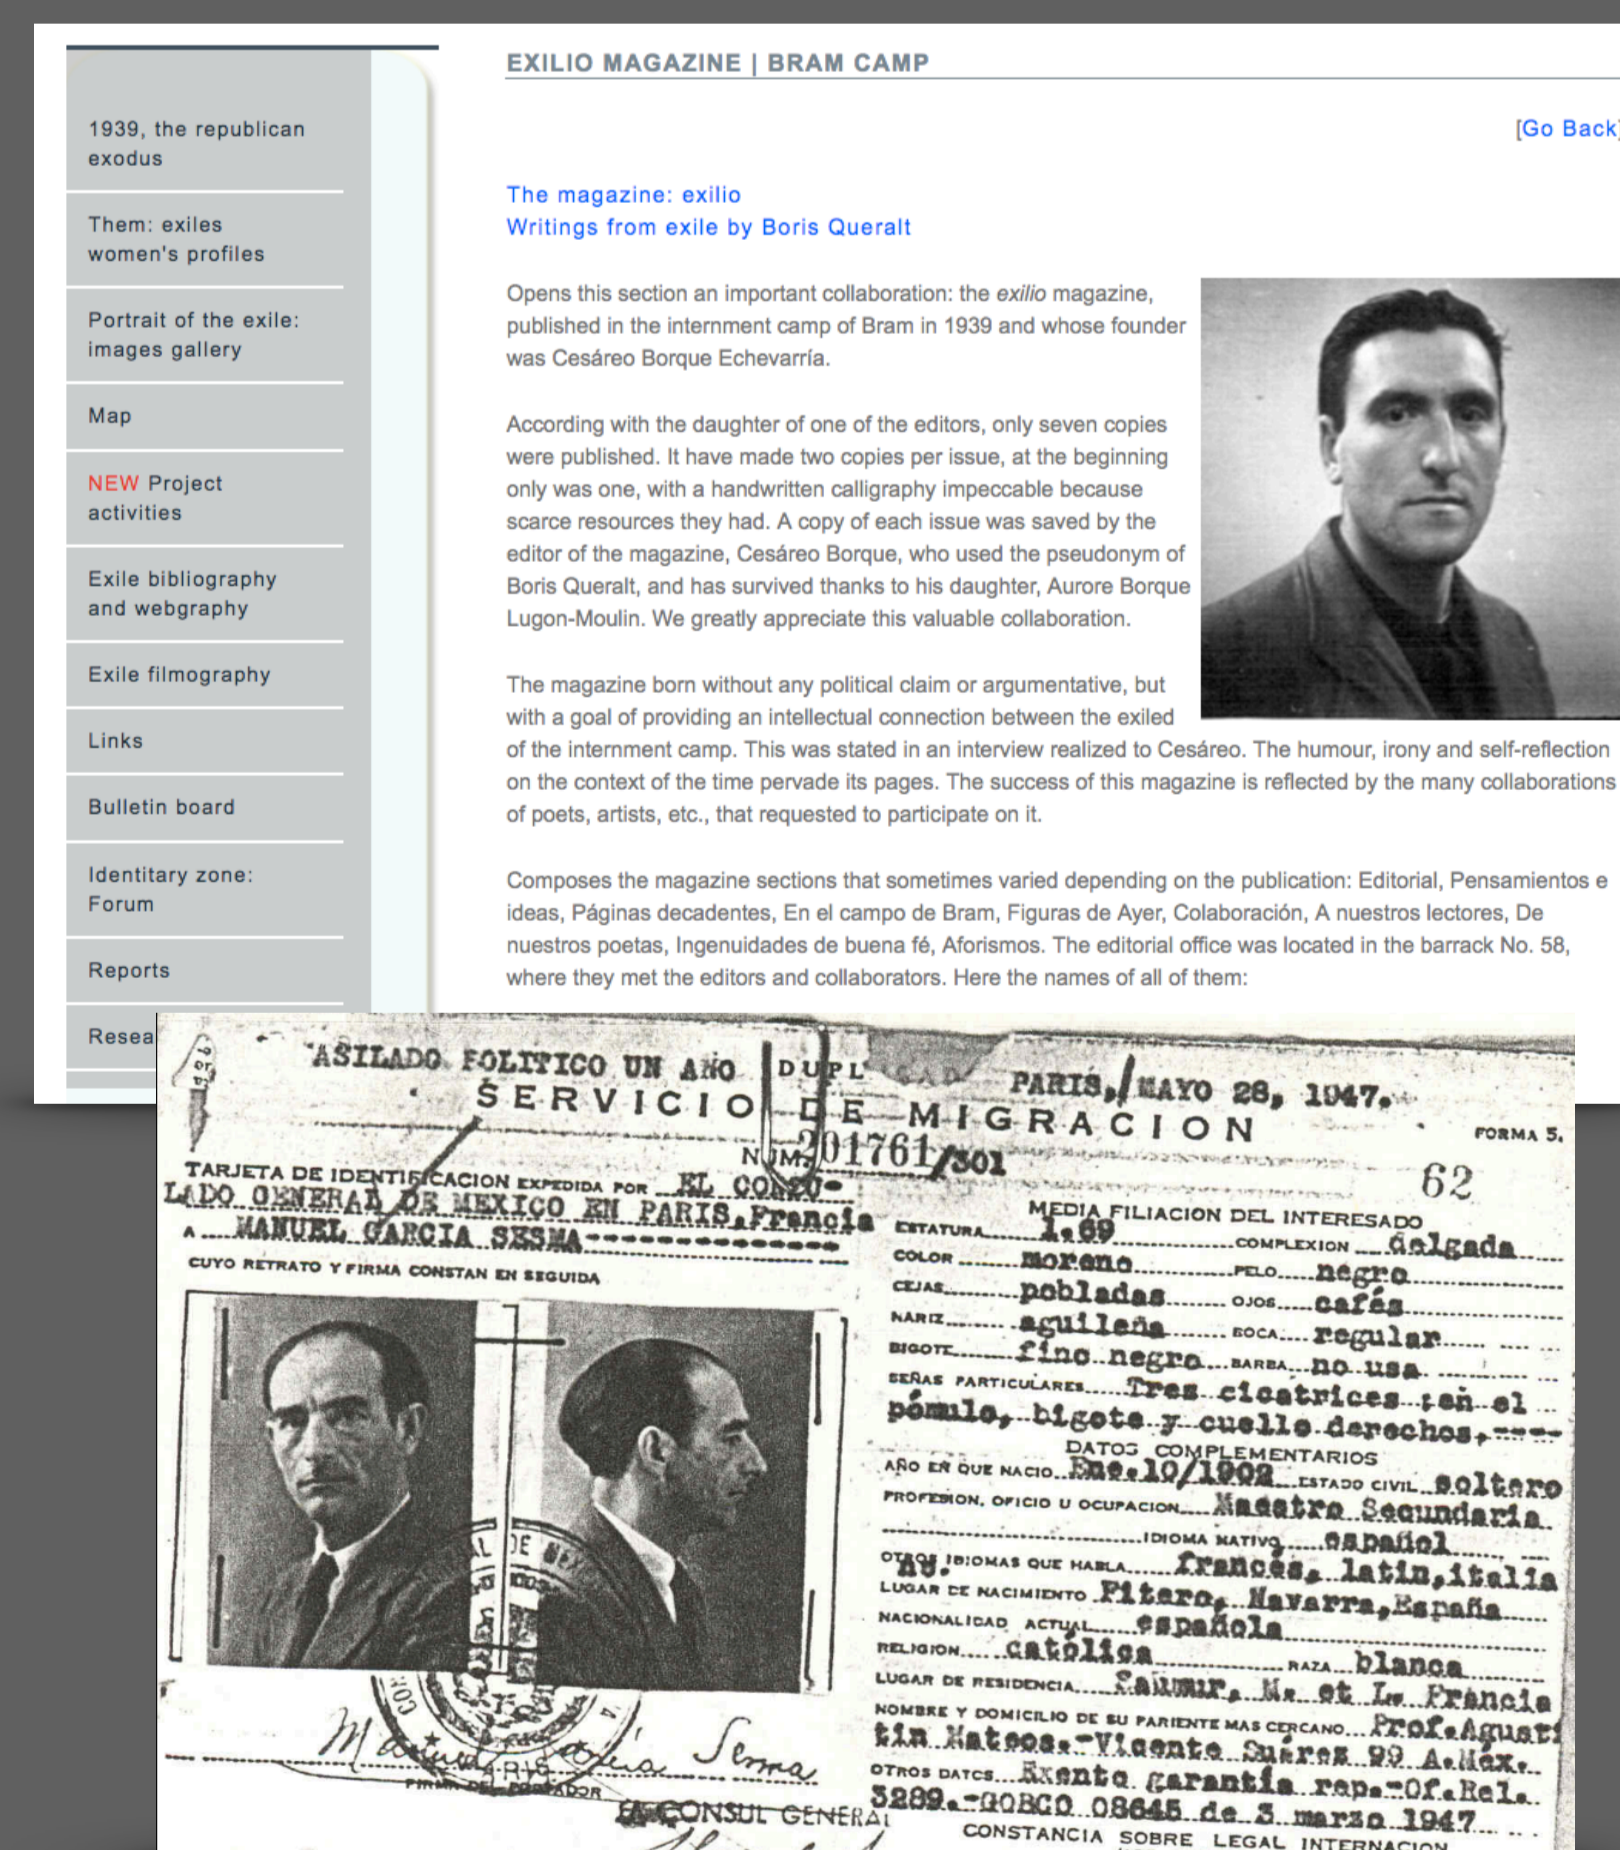 EXILIO MAGAZINE | BRAM CAMP
[Go Back]
1939, the republican
exodus
Them: exiles
women's profiles
Portrait of the exile:
images gallery
Map
NEW Project
activities
Exile bibliography
and webgraphy
Exile filmography
Links
Bulletin board
Identitary zone:
Forum
Reports
Resea
The magazine: exilio
Writings from exile by Boris Queralt
Opens this section an important collaboration: the exilio magazine,
published in the internment camp of Bram in 1939 and whose founder
was Cesáreo Borque Echevarría.
According with the daughter of one of the editors, only seven copies
were published. It have made two copies per issue, at the beginning
only was one, with a handwritten calligraphy impeccable because
scarce resources they had. A copy of each issue was saved by the
editor of the magazine, Cesáreo Borque, who used the pseudonym of
Boris Queralt, and has survived thanks to his daughter, Aurore Borque
Lugon-Moulin. We greatly appreciate this valuable collaboration.
The magazine born without any political claim or argumentative, but
with a goal of providing an intellectual connection between the exiled
of the internment camp. This was stated in an interview realized to Cesáreo. The humour, irony and self-reflection
on the context of the time pervade its pages. The success of this magazine is reflected by the many collaborations
of poets, artists, etc., that requested to participate on it.
Composes the magazine sections that sometimes varied depending on the publication: Editorial, Pensamientos e
ideas, Páginas decadentes, En el campo de Bram, Figuras de Ayer, Colaboración, A nuestros lectores, De
nuestros poetas, Ingenuidades de buena fé, Aforismos. The editorial office was located in the barrack No. 58,
where they met the editors and collaborators. Here the names of all of them:
ASILADO POLITICO UN AÑO
PARIS, MAYO 28, 1947.
SERVICIO DE MIGRACION
FORMA 5.
NUM. 201761/301
62
TARJETA DE IDENTIFICACION EXPEDIDA POR EL CONSU-
LADO GENERAL DE MEXICO EN PARIS, Francia
A MANUEL GARCIA SESMA
CUYO RETRATO Y FIRMA CONSTAN EN SEGUIDA
Manuel García Sesma
FIRMA DEL PORTADOR
EL CONSUL GENERAL
MEDIA FILIACION DEL INTERESADO
ESTATURA 1.69 COMPLEXION delgada
COLOR moreno PELO negro
CEJAS pobladas OJOS cafés
NARIZ aguileña BOCA regular
BIGOTE fino negro BARBA no usa
SEÑAS PARTICULARES Tres cicatrices en el
pómulo, bigote y cuello derechos,----
DATOS COMPLEMENTARIOS
AÑO EN QUE NACIO Ene.10/1902 ESTADO CIVIL soltero
PROFESION, OFICIO U OCUPACION Maestro Secundaria
IDIOMA NATIVO español
OTROS IDIOMAS QUE HABLA francés, latin, italia
no.
LUGAR DE NACIMIENTO Fitero, Navarra, España
NACIONALIDAD ACTUAL española
RELIGION católica RAZA blanca
LUGAR DE RESIDENCIA Saumur, M. et L. Francia
NOMBRE Y DOMICILIO DE SU PARIENTE MAS CERCANO Prof. Agus
tin Mateos.-Vicente Suárez 99 A.Méx.
OTROS DATOS Exento garantía rep.-Of.Rel.
3289.-GOBCO 08645 de 3 marzo 1947
CONSTANCIA SOBRE LEGAL INTERNACION